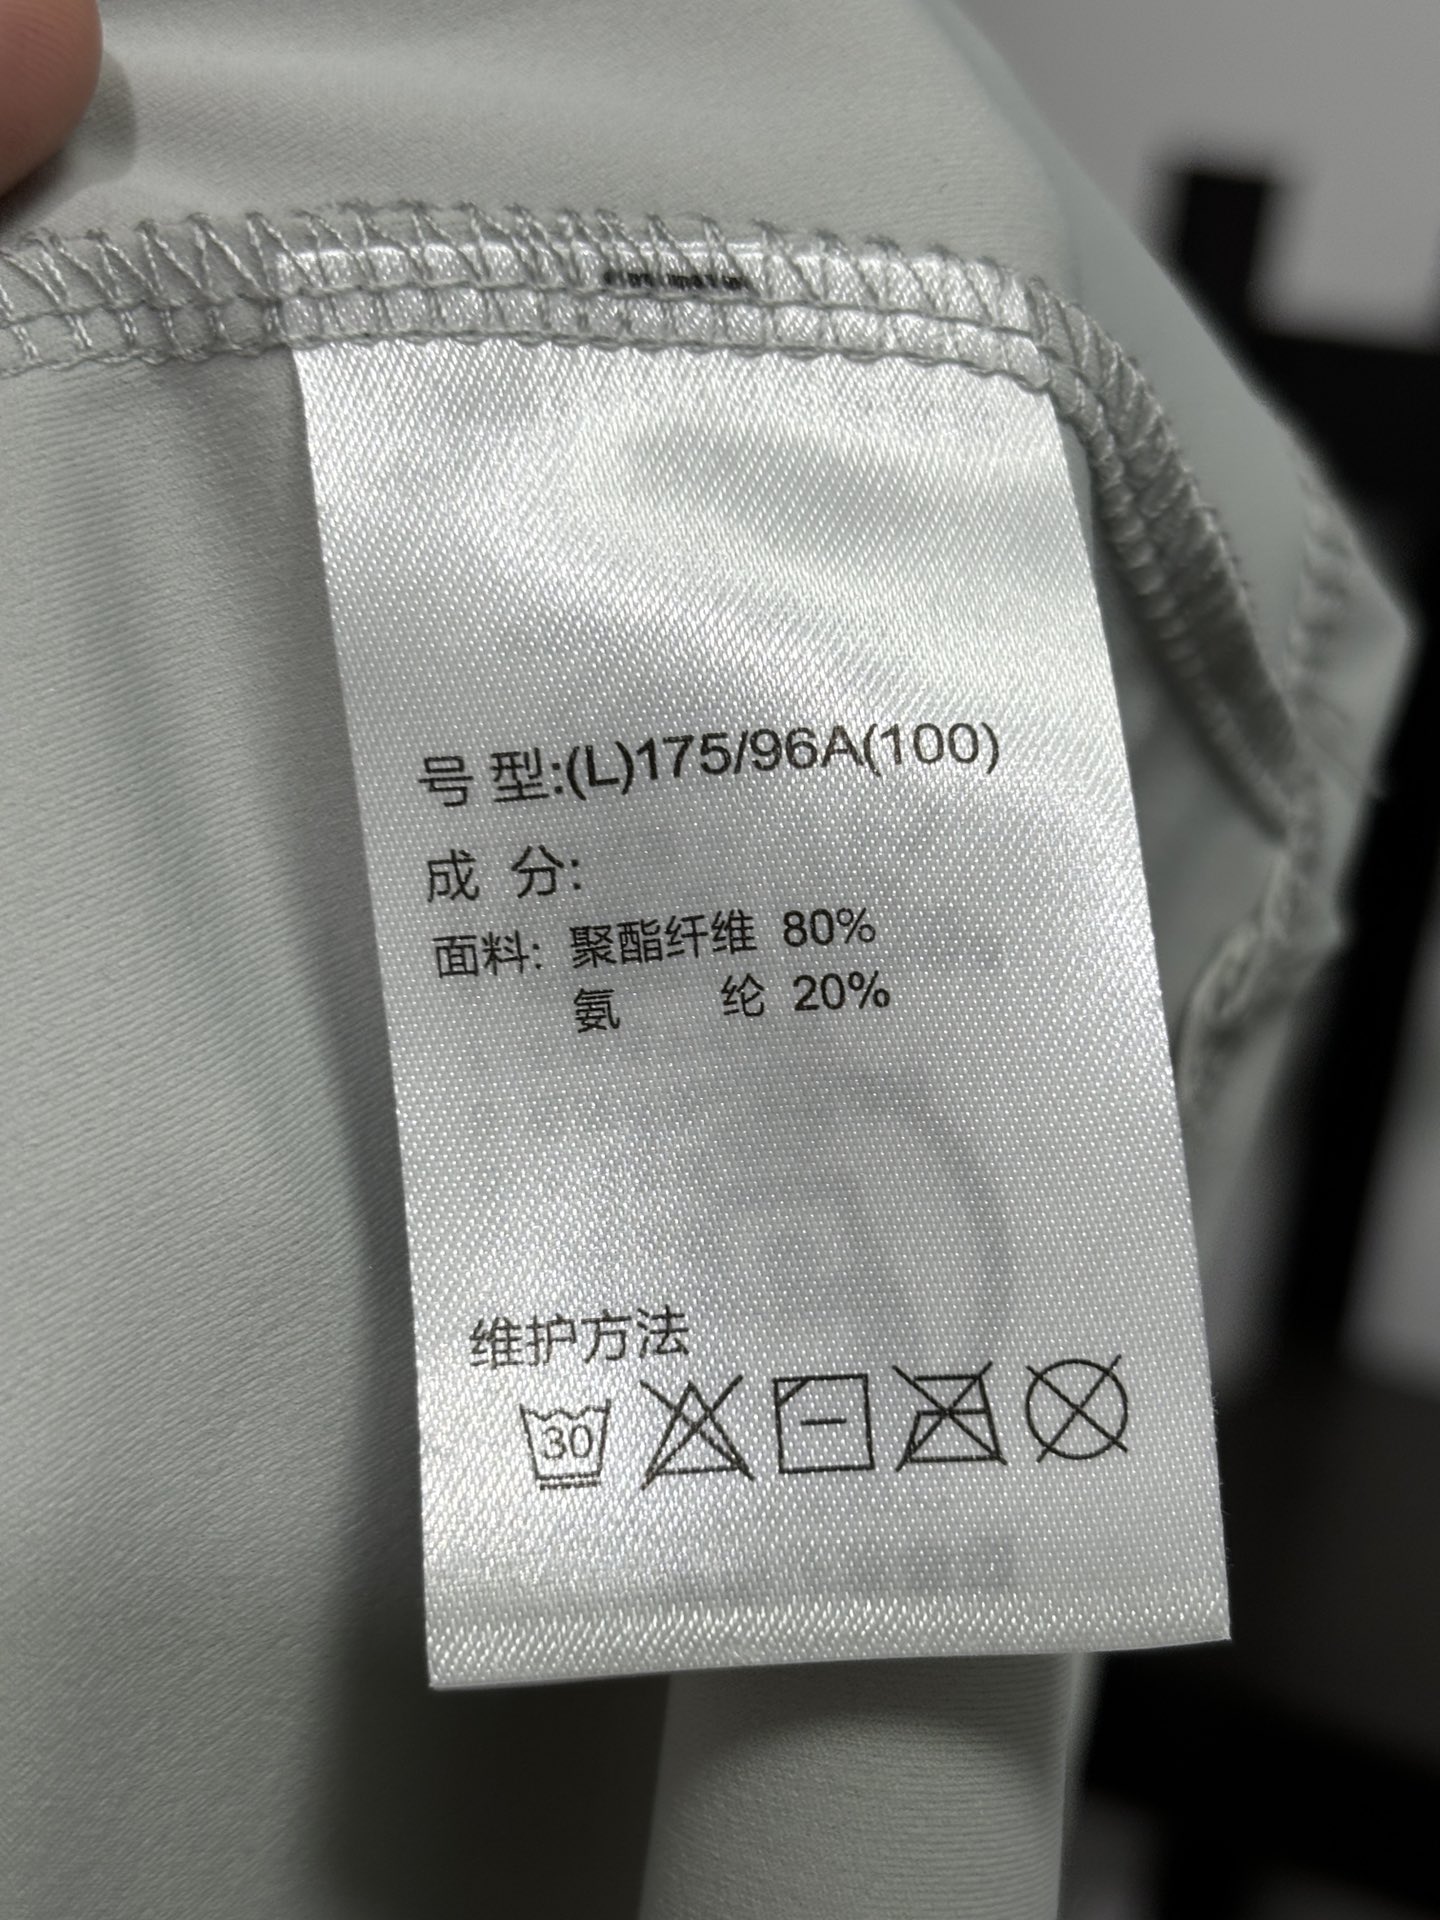 号型:(L)175/96A(100)
成分:
面料: 聚酯纤维 80%
氨纶 20%
维护方法
30